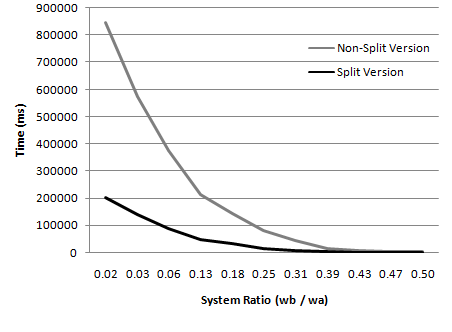 900000
800000
700000
600000
500000
400000
300000
200000
100000
0
Time (ms)
Non-Split Version
Split Version
0.02 0.03 0.06 0.13 0.18 0.25 0.31 0.39 0.43 0.47 0.50
System Ratio (wb / wa)